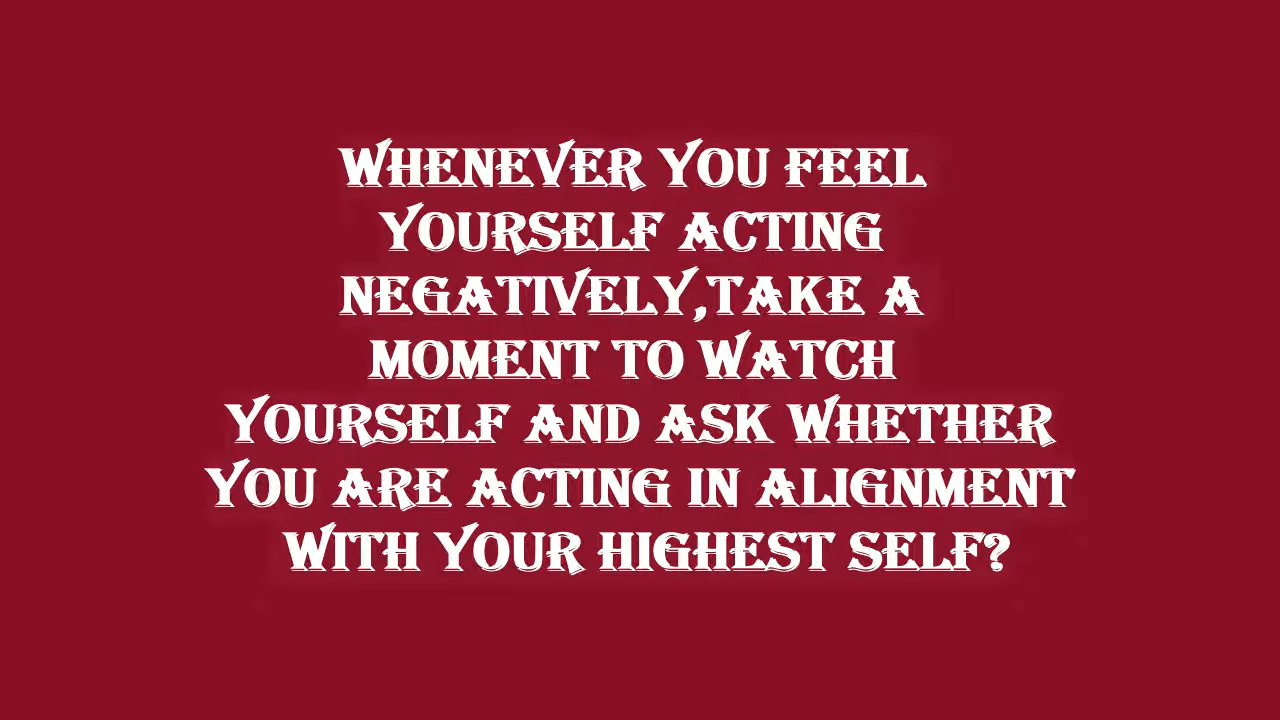 WHENEVER YOU FEEL
YOURSELF ACTING
NEGATIVELY,TAKE A
MOMENT TO WATCH
YOURSELF AND ASK WHETHER
YOU ARE ACTING IN ALIGNMENT
WITH YOUR HIGHEST SELF?